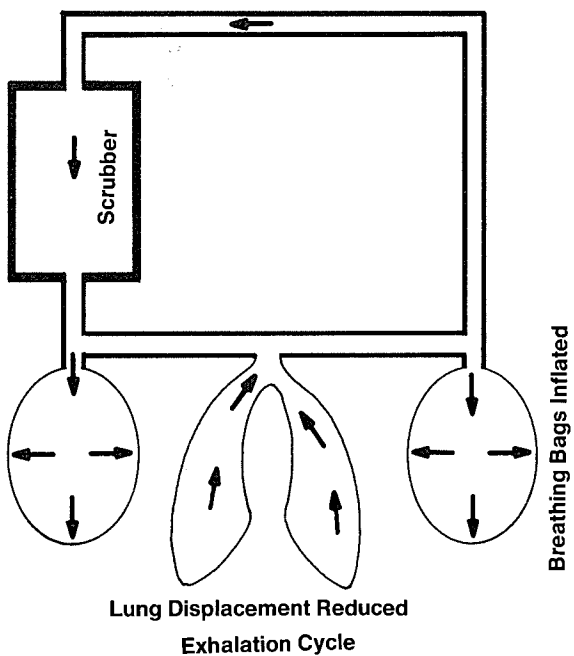 Scrubber
Breathing Bags Inflated
Lung Displacement Reduced
Exhalation Cycle